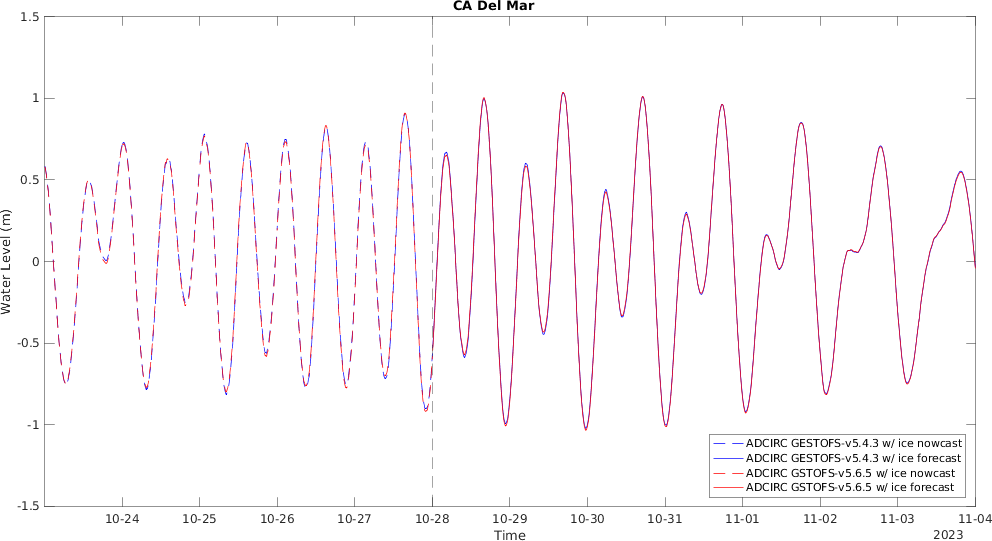 CA Del Mar
1.5
1
0.5
0
-0.5
-1
-1.5
Water Level (m)
10-24 10-25 10-26 10-27 10-28 10-29 10-30 10-31 11-01 11-02 11-03 11-04
Time
2023
ADCIRC GESTOFS-v5.4.3 w/ ice nowcast
ADCIRC GESTOFS-v5.4.3 w/ ice forecast
ADCIRC GSTOFS-v5.6.5 w/ ice nowcast
ADCIRC GSTOFS-v5.6.5 w/ ice forecast